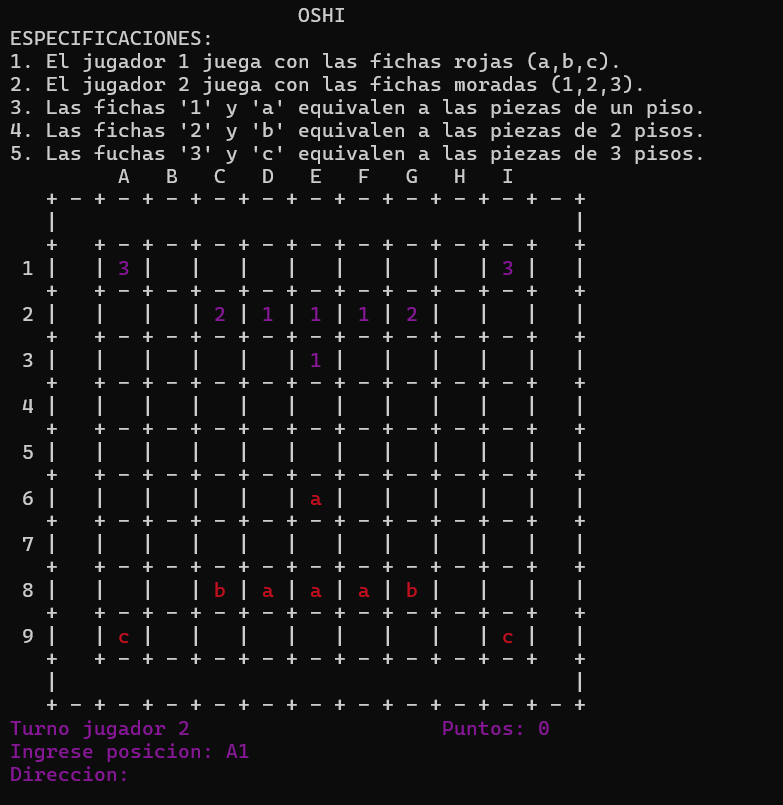 OSHI
ESPECIFICACIONES:
1. El jugador 1 juega con las fichas rojas (a,b,c).
2. El jugador 2 juega con las fichas moradas (1,2,3).
3. Las fichas '1' y 'a' equivalen a las piezas de un piso.
4. Las fichas '2' y 'b' equivalen a las piezas de 2 pisos.
5. Las fuchas '3' y 'c' equivalen a las piezas de 3 pisos.
A B C D E F G H I
+ - + - + - + - + - + - + - + - + - + - + - +
| |
+ + - + - + - + - + - + - + - + - + - + +
1 | | 3 | | | | | | | | 3 | |
+ + - + - + - + - + - + - + - + - + - + +
2 | | | | 2 | 1 | 1 | 1 | 2 | | | |
+ + - + - + - + - + - + - + - + - + - + +
3 | | | | | | 1 | | | | | |
+ + - + - + - + - + - + - + - + - + - + +
4 | | | | | | | | | | | |
+ + - + - + - + - + - + - + - + - + - + +
5 | | | | | | | | | | | |
+ + - + - + - + - + - + - + - + - + - + +
6 | | | | | | a | | | | | |
+ + - + - + - + - + - + - + - + - + - + +
7 | | | | | | | | | | | |
+ + - + - + - + - + - + - + - + - + - + +
8 | | | | b | a | a | a | b | | | |
+ + - + - + - + - + - + - + - + - + - + +
9 | | c | | | | | | | | c | |
+ + - + - + - + - + - + - + - + - + - + +
| |
+ - + - + - + - + - + - + - + - + - + - + - +
Turno jugador 2 Puntos: 0
Ingrese posicion: A1
Direccion: